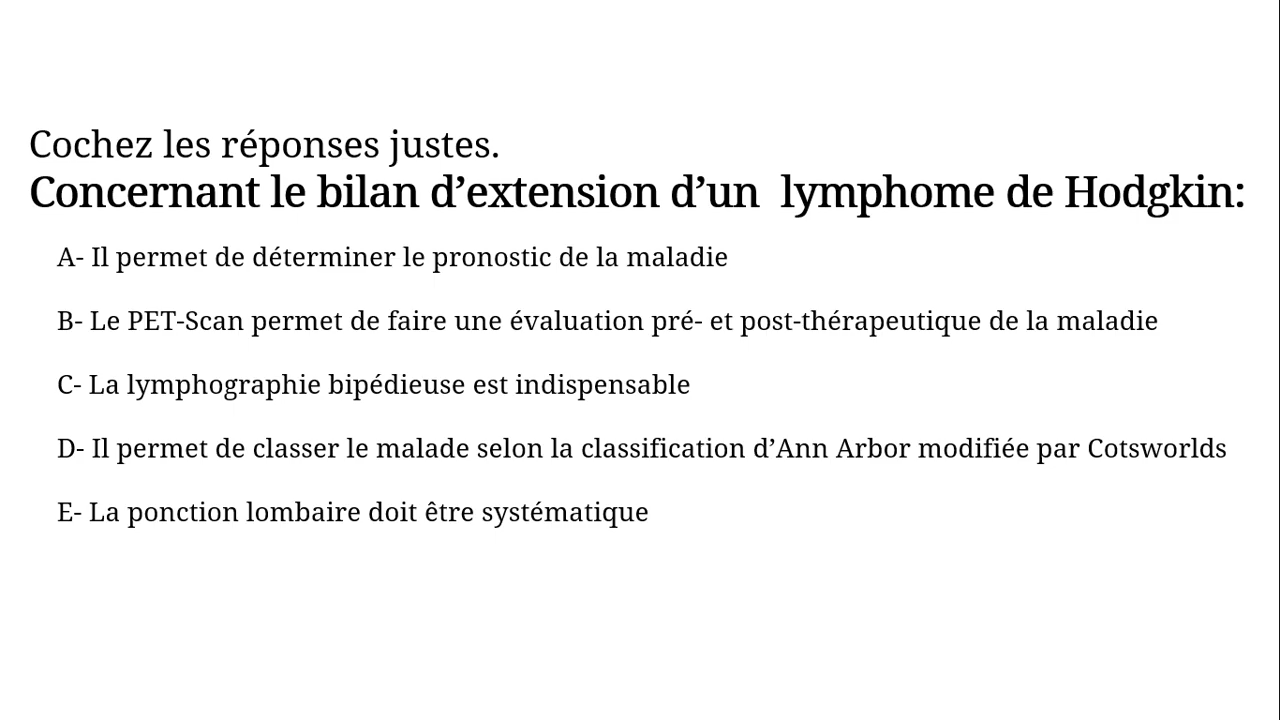 Cochez les réponses justes.
Concernant le bilan d’extension d’un  lymphome de Hodgkin:
A- Il permet de déterminer le pronostic de la maladie
B- Le PET-Scan permet de faire une évaluation pré- et post-thérapeutique de la maladie
C- La lymphographie bipédieuse est indispensable
D- Il permet de classer le malade selon la classification d’Ann Arbor modifiée par Cotsworlds
E- La ponction lombaire doit être systématique